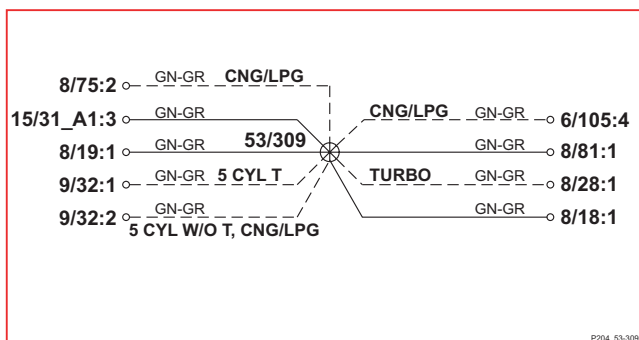 8/75:2 GN-GR CNG/LPG
15/31_A1:3 GN-GR
CNG/LPG GN-GR 6/105:4
8/19:1 GN-GR 53/309
GN-GR 8/81:1
9/32:1 GN-GR 5 CYL T
TURBO GN-GR 8/28:1
9/32:2 GN-GR
5 CYL W/O T, CNG/LPG
GN-GR 8/18:1
P204_53-309